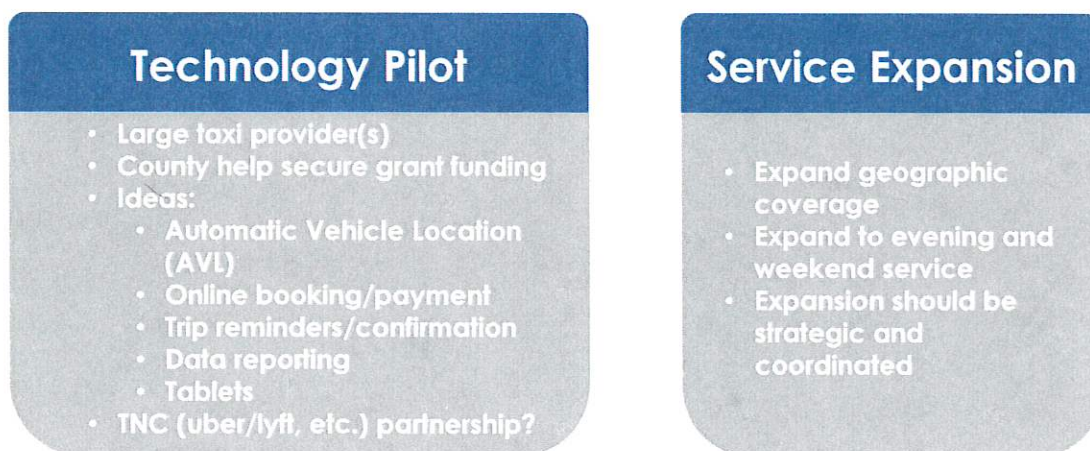 Technology Pilot
• Large taxi provider(s)
• County help secure grant funding
• Ideas:
• Automatic Vehicle Location
(AVL)
• Online booking/payment
• Trip reminders/confirmation
• Data reporting
• Tablets
• TNC (uber/lyft, etc.) partnership?
Service Expansion
• Expand geographic
coverage
• Expand to evening and
weekend service
• Expansion should be
strategic and
coordinated